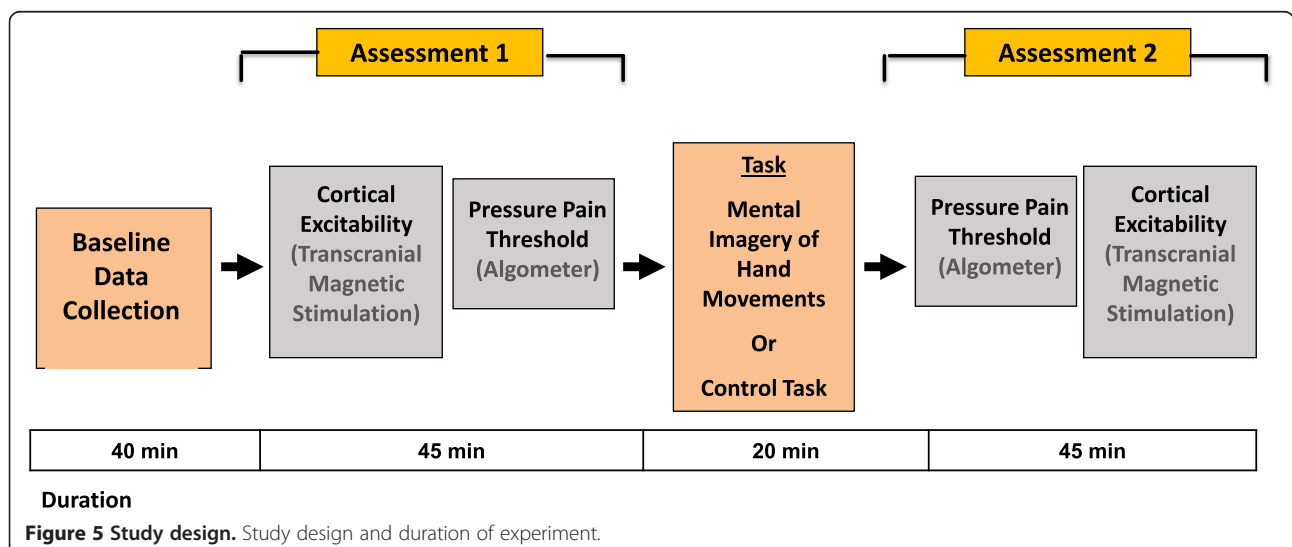 Assessment 1
Assessment 2
Baseline
Data
Collection
Cortical
Excitability
(Transcranial
Magnetic
Stimulation)
Pressure Pain
Threshold
(Algometer)
Task
Mental
Imagery of
Hand
Movements
Or
Control Task
Pressure Pain
Threshold
(Algometer)
Cortical
Excitability
(Transcranial
Magnetic
Stimulation)
40 min
45 min
20 min
45 min
Duration
Figure 5 Study design. Study design and duration of experiment.